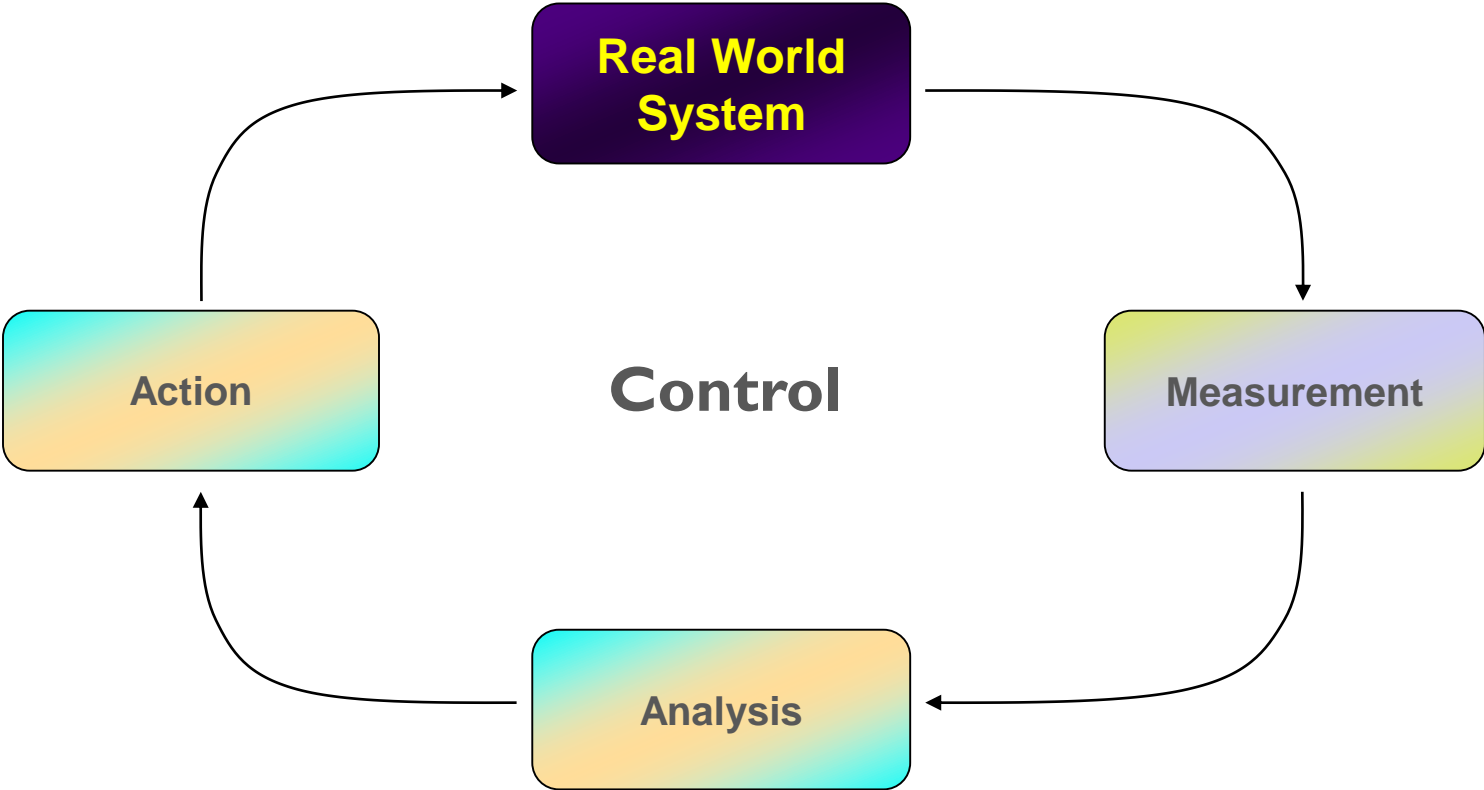 Real World
System
Action
Control
Measurement
Analysis